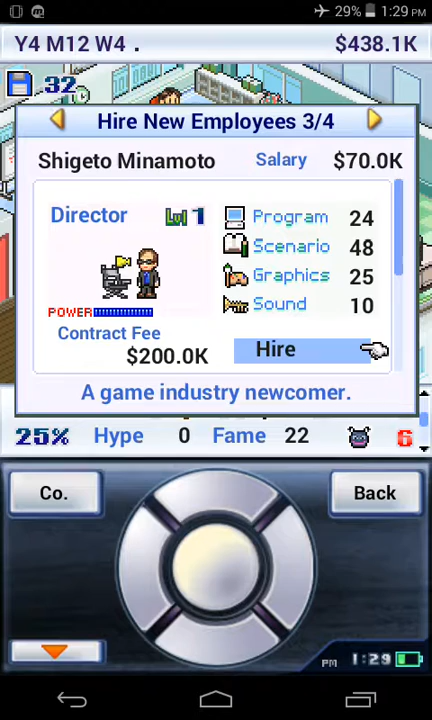 29% 1:29 PM
Y4 M12 W4 . $438.1K
32
Hire New Employees 3/4
Shigeto Minamoto Salary $70.0K
Director Lvl 1
Program 24
Scenario 48
Graphics 25
Sound 10
POWER
Contract Fee
$200.0K
Hire
A game industry newcomer.
25% Hype 0 Fame 22 6
Co. Back
PM 1:29